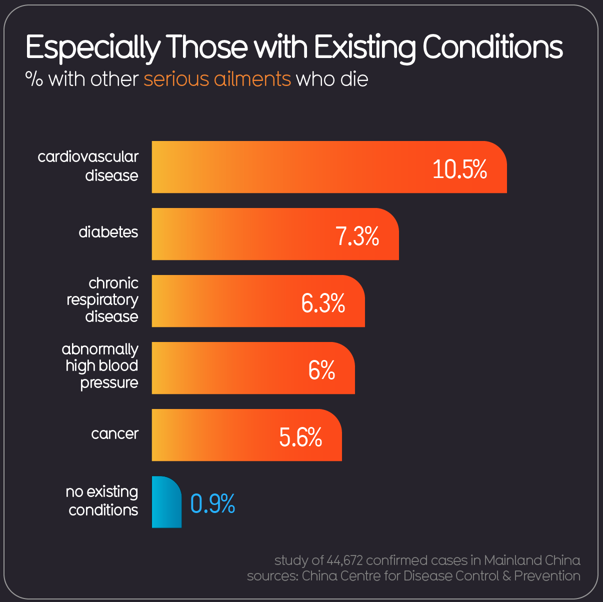 Especially Those with Existing Conditions
% with other serious ailments who die
cardiovascular
disease
10.5%
diabetes
7.3%
chronic
respiratory
disease
6.3%
abnormally
high blood
pressure
6%
cancer
5.6%
no existing
conditions
0.9%
study of 44,672 confirmed cases in Mainland China
sources: China Centre for Disease Control & Prevention